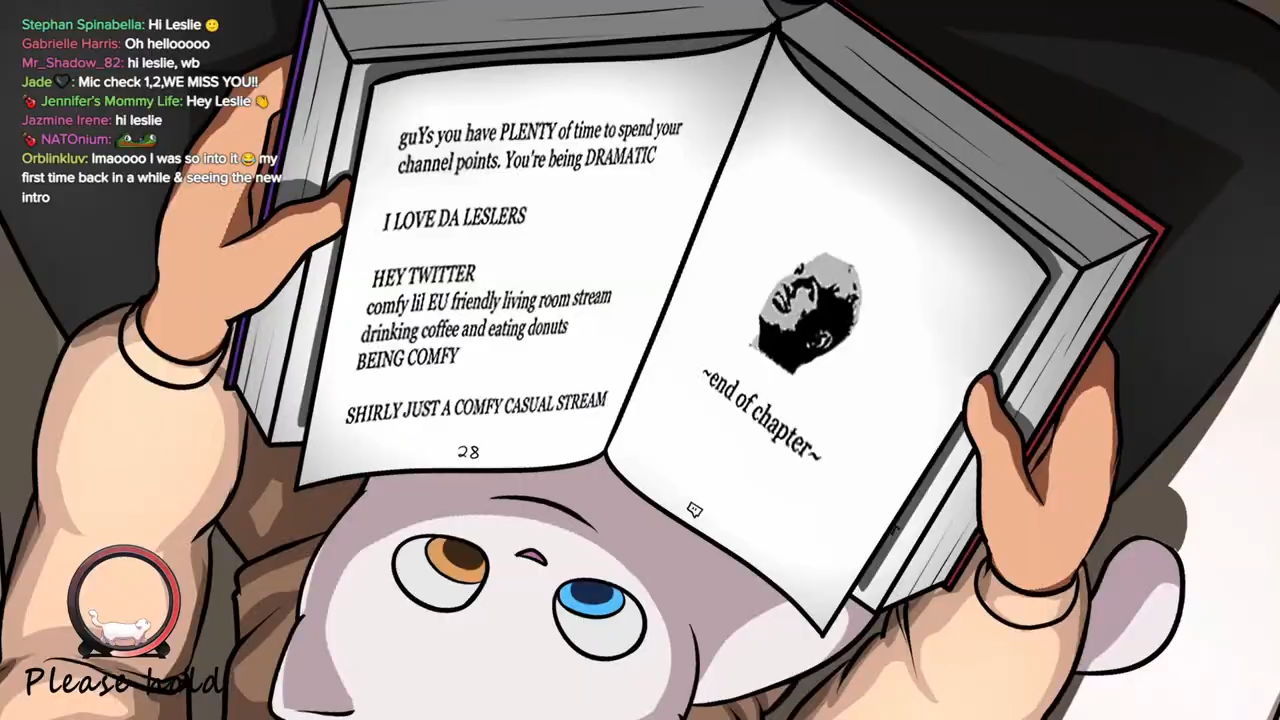 Stephan Spinabella: Hi Leslie 🙂
Gabrielle Harris: Oh hellooooo
Mr_Shadow_82: hi leslie, wb
Jade🖤: Mic check 1,2,WE MISS YOU!!
Jennifer's Mommy Life: Hey Leslie 👋
Jazmine Irene: hi leslie
NATOnium:
Orblinkluv: lmaoooo I was so into it😂 my
first time back in a while & seeing the new
intro
guYs you have PLENTY of time to spend your
channel points. You're being DRAMATIC
I LOVE DA LESLERS
HEY TWITTER
comfy lil EU friendly living room stream
drinking coffee and eating donuts
BEING COMFY
SHIRLY JUST A COMFY CASUAL STREAM
28
~end of chapter~
Please hold